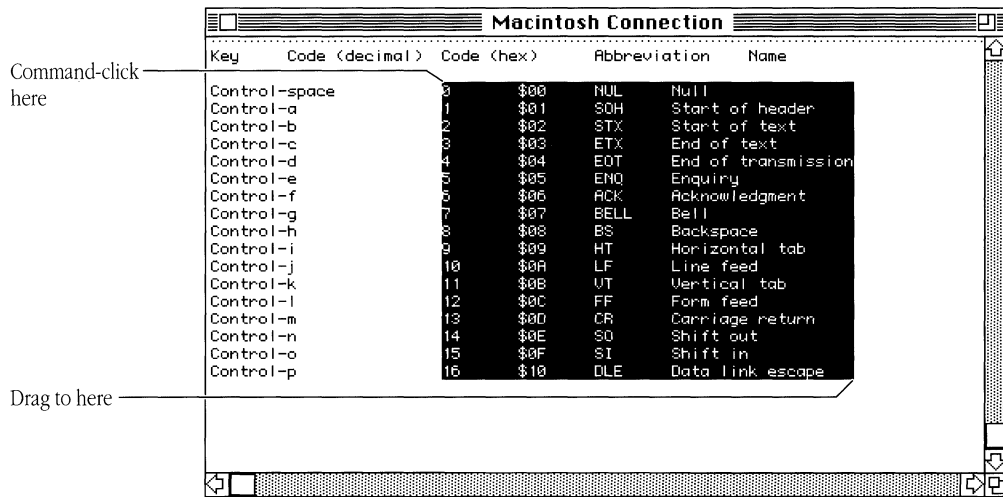 Macintosh Connection
Key Code (decimal) Code (hex) Abbreviation Name
Command-click
here
Control-space 0 $00 NUL Null
Control-a 1 $01 SOH Start of header
Control-b 2 $02 STX Start of text
Control-c 3 $03 ETX End of text
Control-d 4 $04 EOT End of transmission
Control-e 5 $05 ENQ Enquiry
Control-f 6 $06 ACK Acknowledgment
Control-g 7 $07 BELL Bell
Control-h 8 $08 BS Backspace
Control-i 9 $09 HT Horizontal tab
Control-j 10 $0A LF Line feed
Control-k 11 $0B VT Vertical tab
Control-l 12 $0C FF Form feed
Control-m 13 $0D CR Carriage return
Control-n 14 $0E SO Shift out
Control-o 15 $0F SI Shift in
Control-p 16 $10 DLE Data link escape
Drag to here